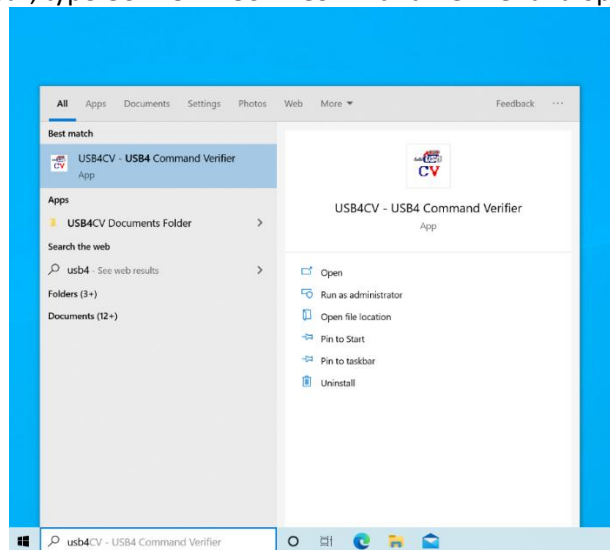 All Apps Documents Settings Photos Web More Feedback ...
Best match
USB4CV - USB4 Command Verifier
App
Apps
USB4CV Documents Folder
Search the web
usb4 - See web results
Folders (3+)
Documents (12+)
CV
USB4CV - USB4 Command Verifier
App
Open
Run as administrator
Open file location
Pin to Start
Pin to taskbar
Uninstall
usb4CV - USB4 Command Verifier